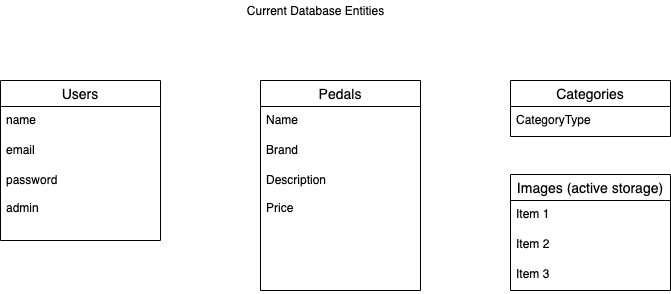 Current Database Entities
Users
name
email
password
admin
Pedals
Name
Brand
Description
Price
Categories
CategoryType
Images (active storage)
Item 1
Item 2
Item 3